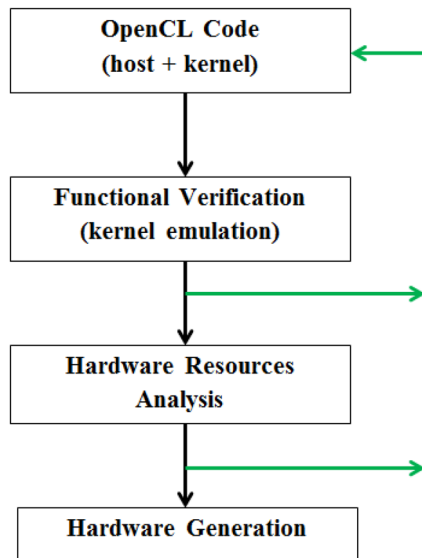 OpenCL Code
(host + kernel)
Functional Verification
(kernel emulation)
Hardware Resources
Analysis
Hardware Generation